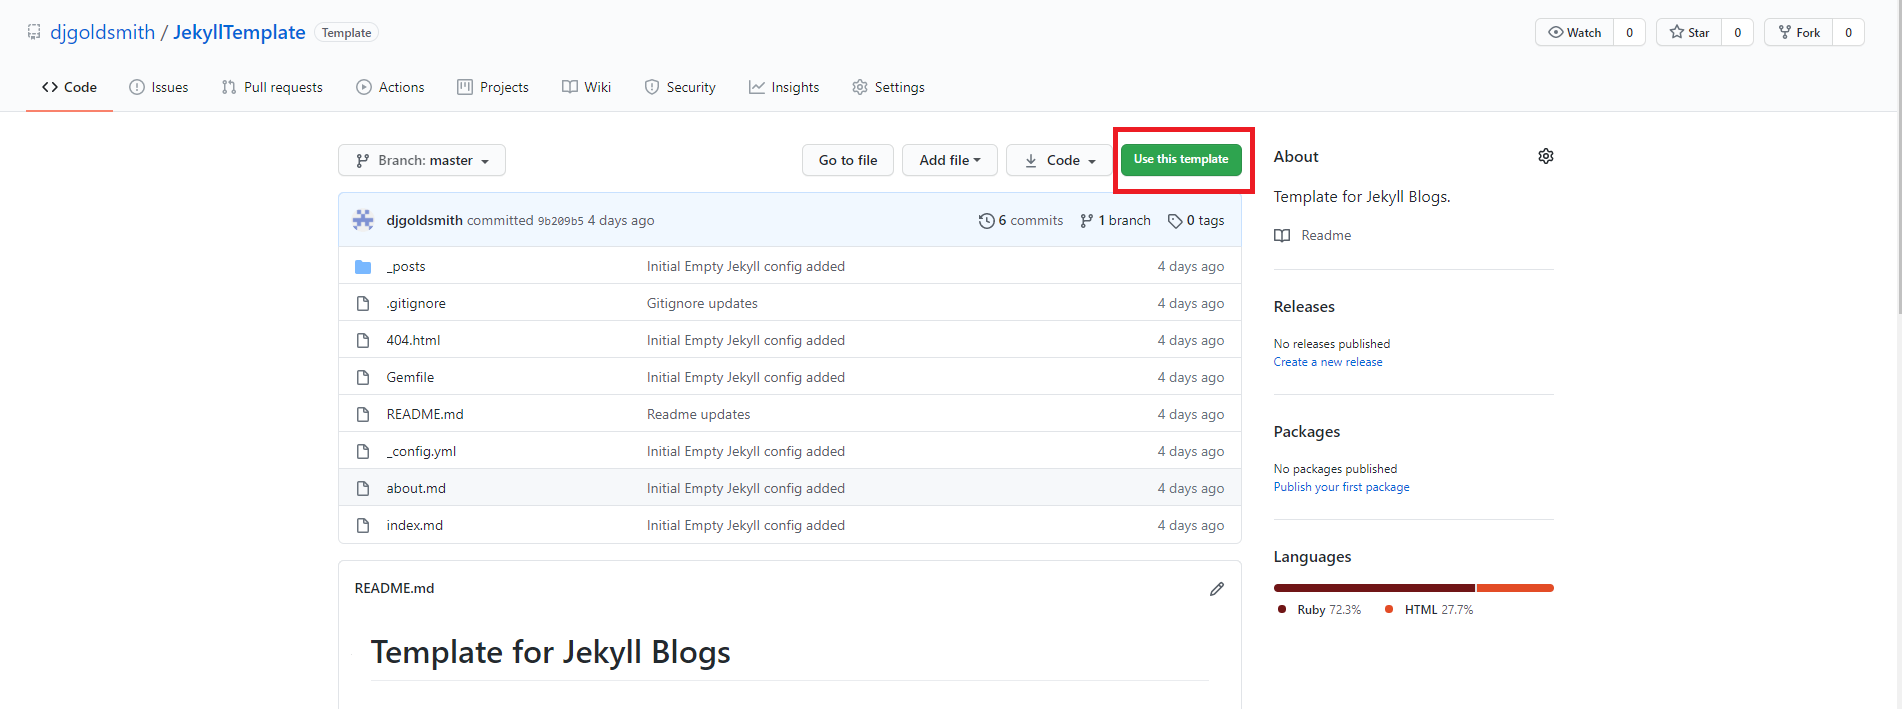 djgoldsmith / JekyllTemplate Template
Watch 0 Star 0 Fork 0
Code Issues Pull requests Actions Projects Wiki Security Insights Settings
Branch: master Go to file Add file Code Use this template
djgoldsmith committed 9b209b5 4 days ago 6 commits 1 branch 0 tags
_posts Initial Empty Jekyll config added 4 days ago
.gitignore Gitignore updates 4 days ago
404.html Initial Empty Jekyll config added 4 days ago
Gemfile Initial Empty Jekyll config added 4 days ago
README.md Readme updates 4 days ago
_config.yml Initial Empty Jekyll config added 4 days ago
about.md Initial Empty Jekyll config added 4 days ago
index.md Initial Empty Jekyll config added 4 days ago
README.md
Template for Jekyll Blogs
About
Template for Jekyll Blogs.
Readme
Releases
No releases published
Create a new release
Packages
No packages published
Publish your first package
Languages
Ruby 72.3% HTML 27.7%